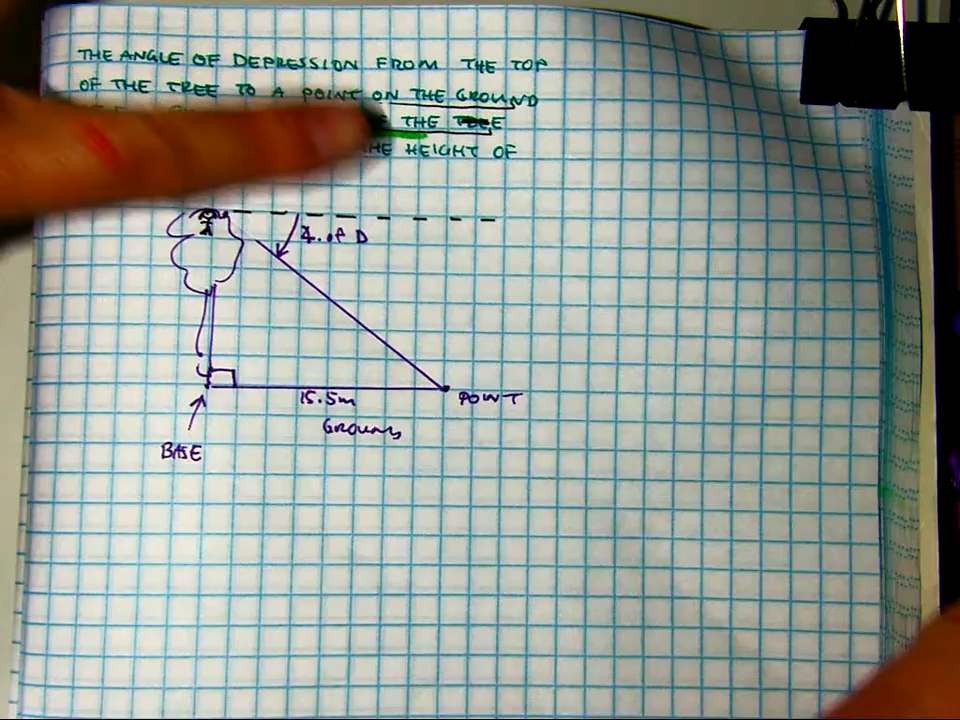 THE ANGLE OF DEPRESSION FROM THE TOP
OF THE TREE TO A POINT ON THE GROUND
THE TREE
THE HEIGHT OF
∡ of D
15.5m
POINT
GROUND
BASE